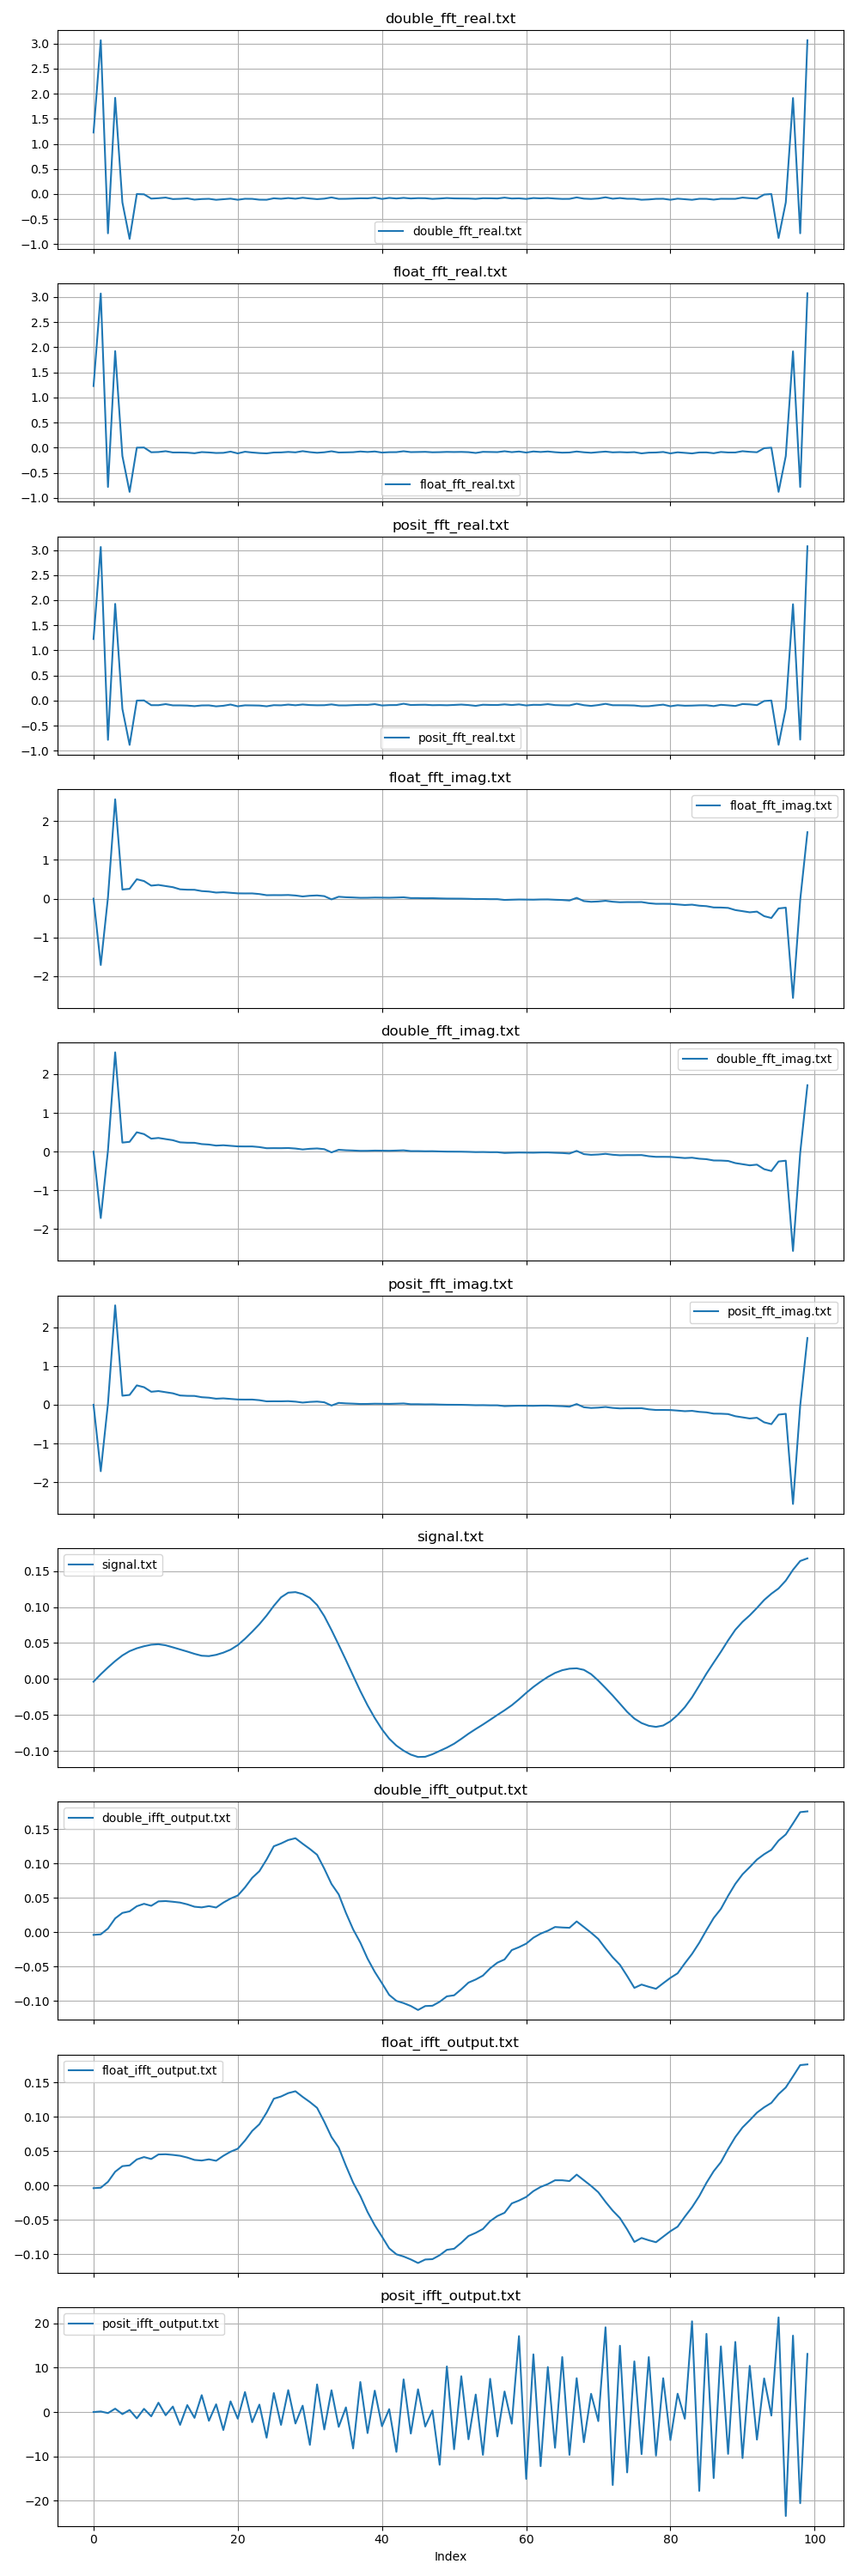 double_fft_real.txt
3.0
2.5
2.0
1.5
1.0
0.5
0.0
−0.5
−1.0
double_fft_real.txt
float_fft_real.txt
3.0
2.5
2.0
1.5
1.0
0.5
0.0
−0.5
−1.0
float_fft_real.txt
posit_fft_real.txt
3.0
2.5
2.0
1.5
1.0
0.5
0.0
−0.5
−1.0
posit_fft_real.txt
float_fft_imag.txt
float_fft_imag.txt
2
1
0
−1
−2
double_fft_imag.txt
double_fft_imag.txt
2
1
0
−1
−2
posit_fft_imag.txt
posit_fft_imag.txt
2
1
0
−1
−2
signal.txt
signal.txt
0.15
0.10
0.05
0.00
−0.05
−0.10
double_ifft_output.txt
double_ifft_output.txt
0.15
0.10
0.05
0.00
−0.05
−0.10
float_ifft_output.txt
float_ifft_output.txt
0.15
0.10
0.05
0.00
−0.05
−0.10
posit_ifft_output.txt
posit_ifft_output.txt
20
10
0
−10
−20
0 20 40 60 80 100
Index